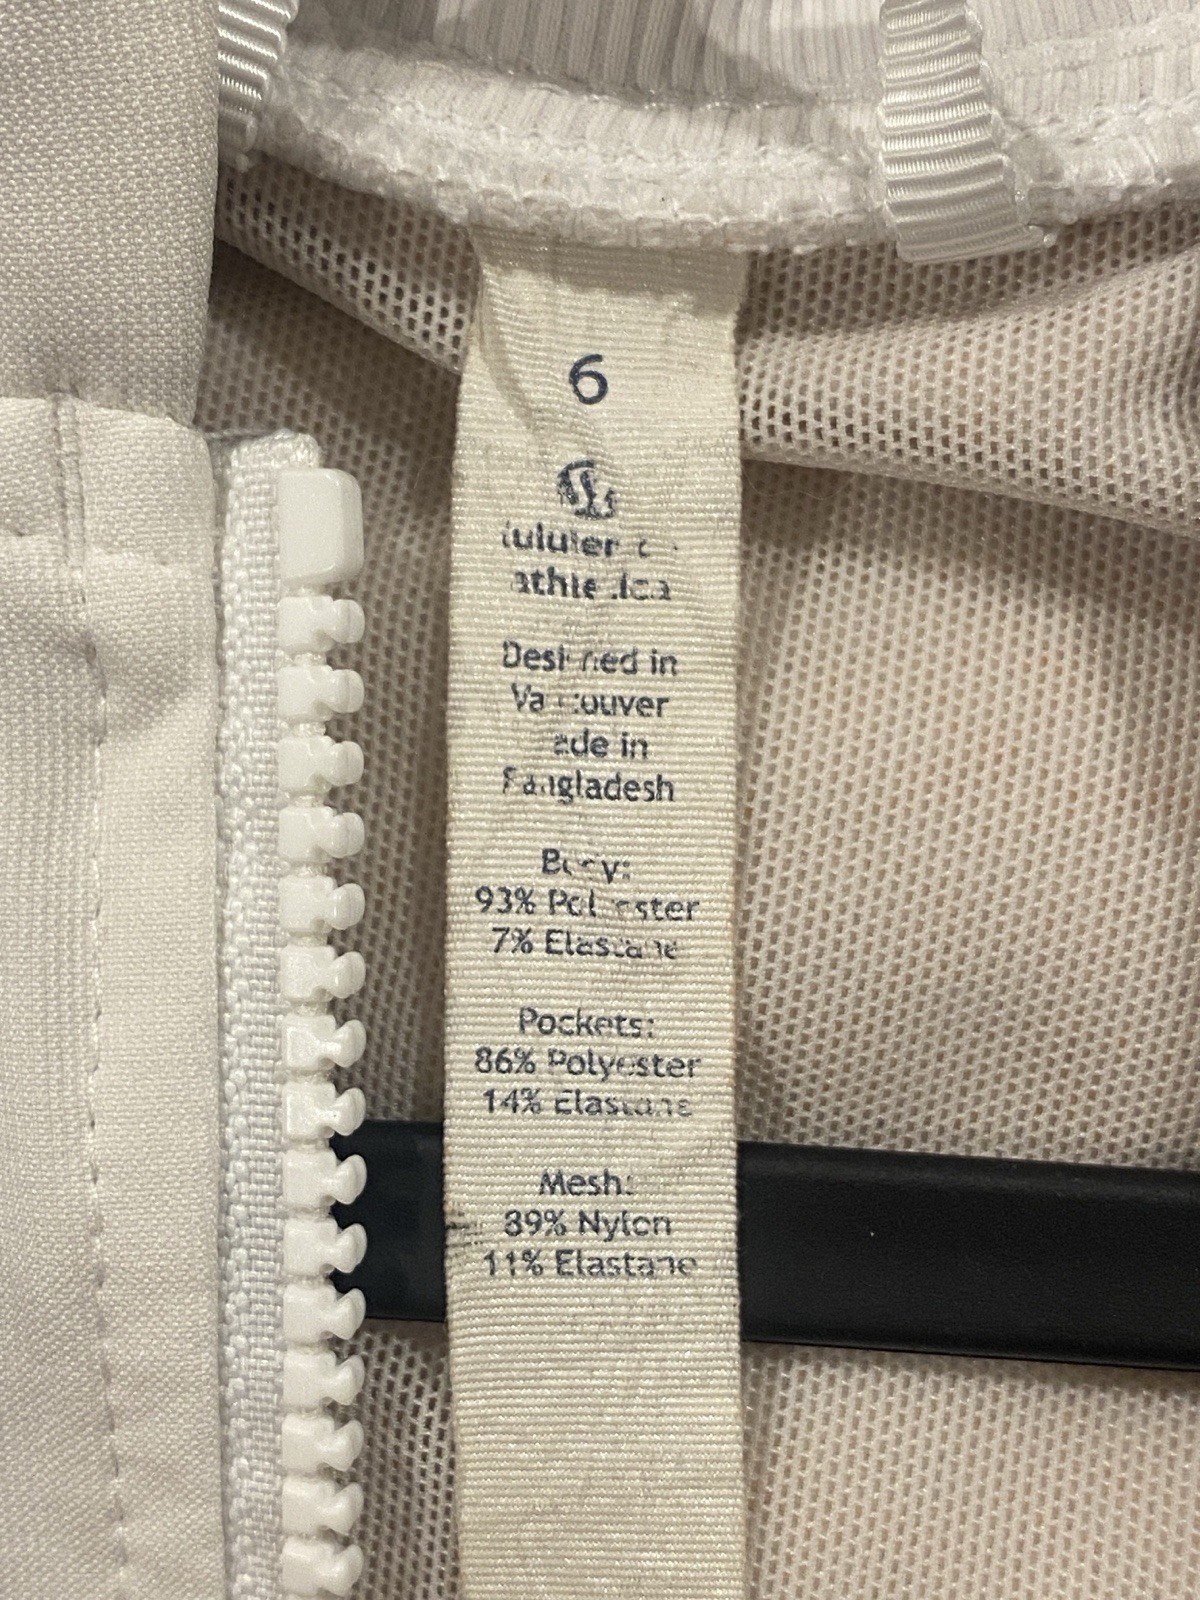 6
lululemon
athletica
Designed in
Vancouver
Made in
Bangladesh
Body:
93% Polyester
7% Elastane
Pockets:
86% Polyester
14% Elastane
Mesh:
89% Nylon
11% Elastane